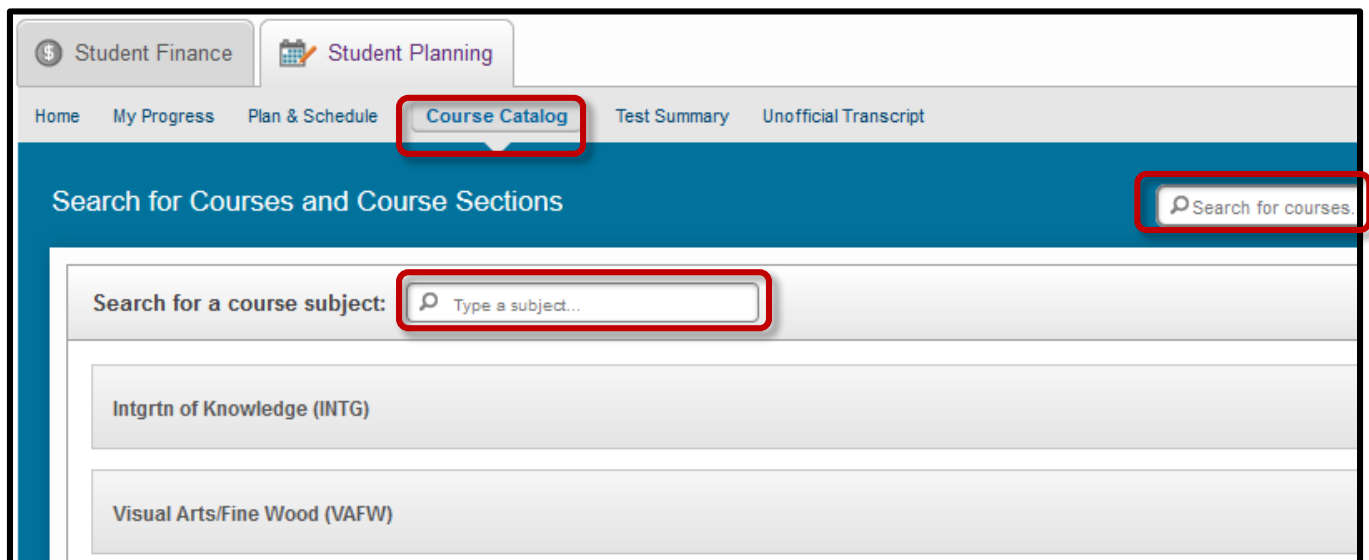 Student Finance Student Planning
Home My Progress Plan & Schedule Course Catalog Test Summary Unofficial Transcript
Search for Courses and Course Sections Search for courses.
Search for a course subject: Type a subject...
Intgrtn of Knowledge (INTG)
Visual Arts/Fine Wood (VAFW)